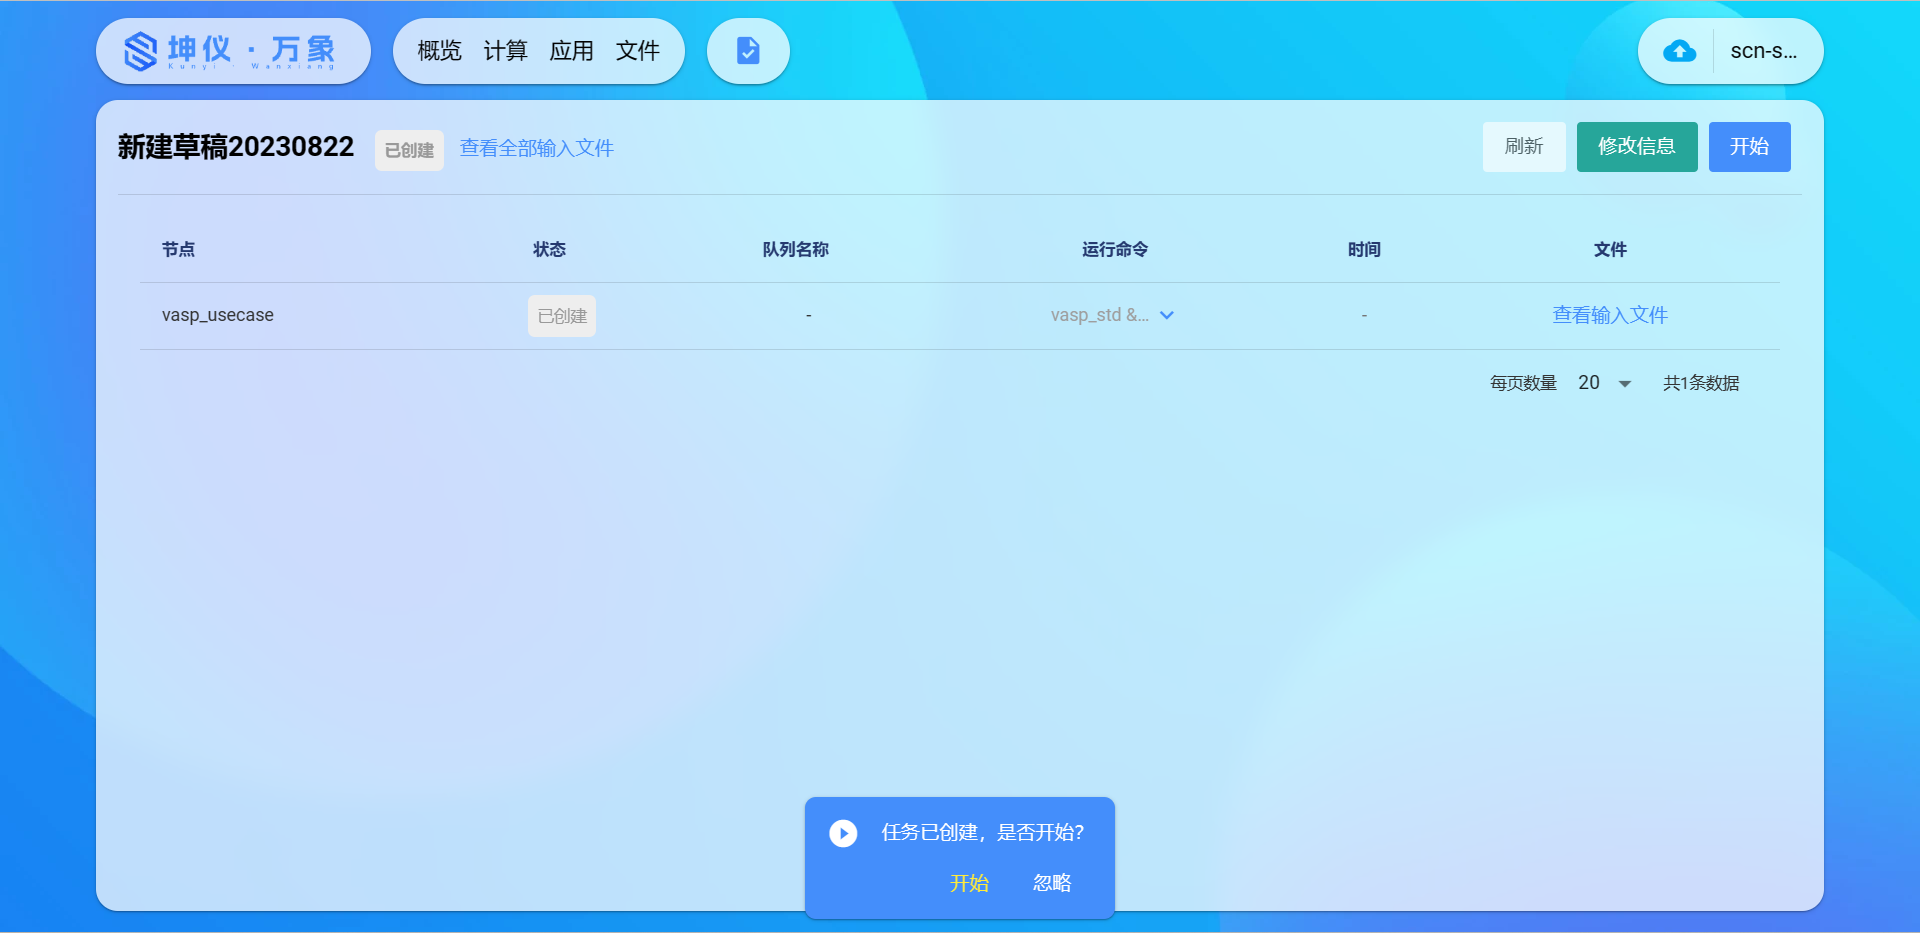 坤仪 · 万象
Kunyi · Wanxiang
概览 计算 应用 文件
scn-s...
新建草稿20230822 已创建 查看全部输入文件
刷新 修改信息 开始
节点 状态 队列名称 运行命令 时间 文件
vasp_usecase 已创建 - vasp_std &... - 查看输入文件
每页数量 20 共1条数据
任务已创建，是否开始?
开始 忽略